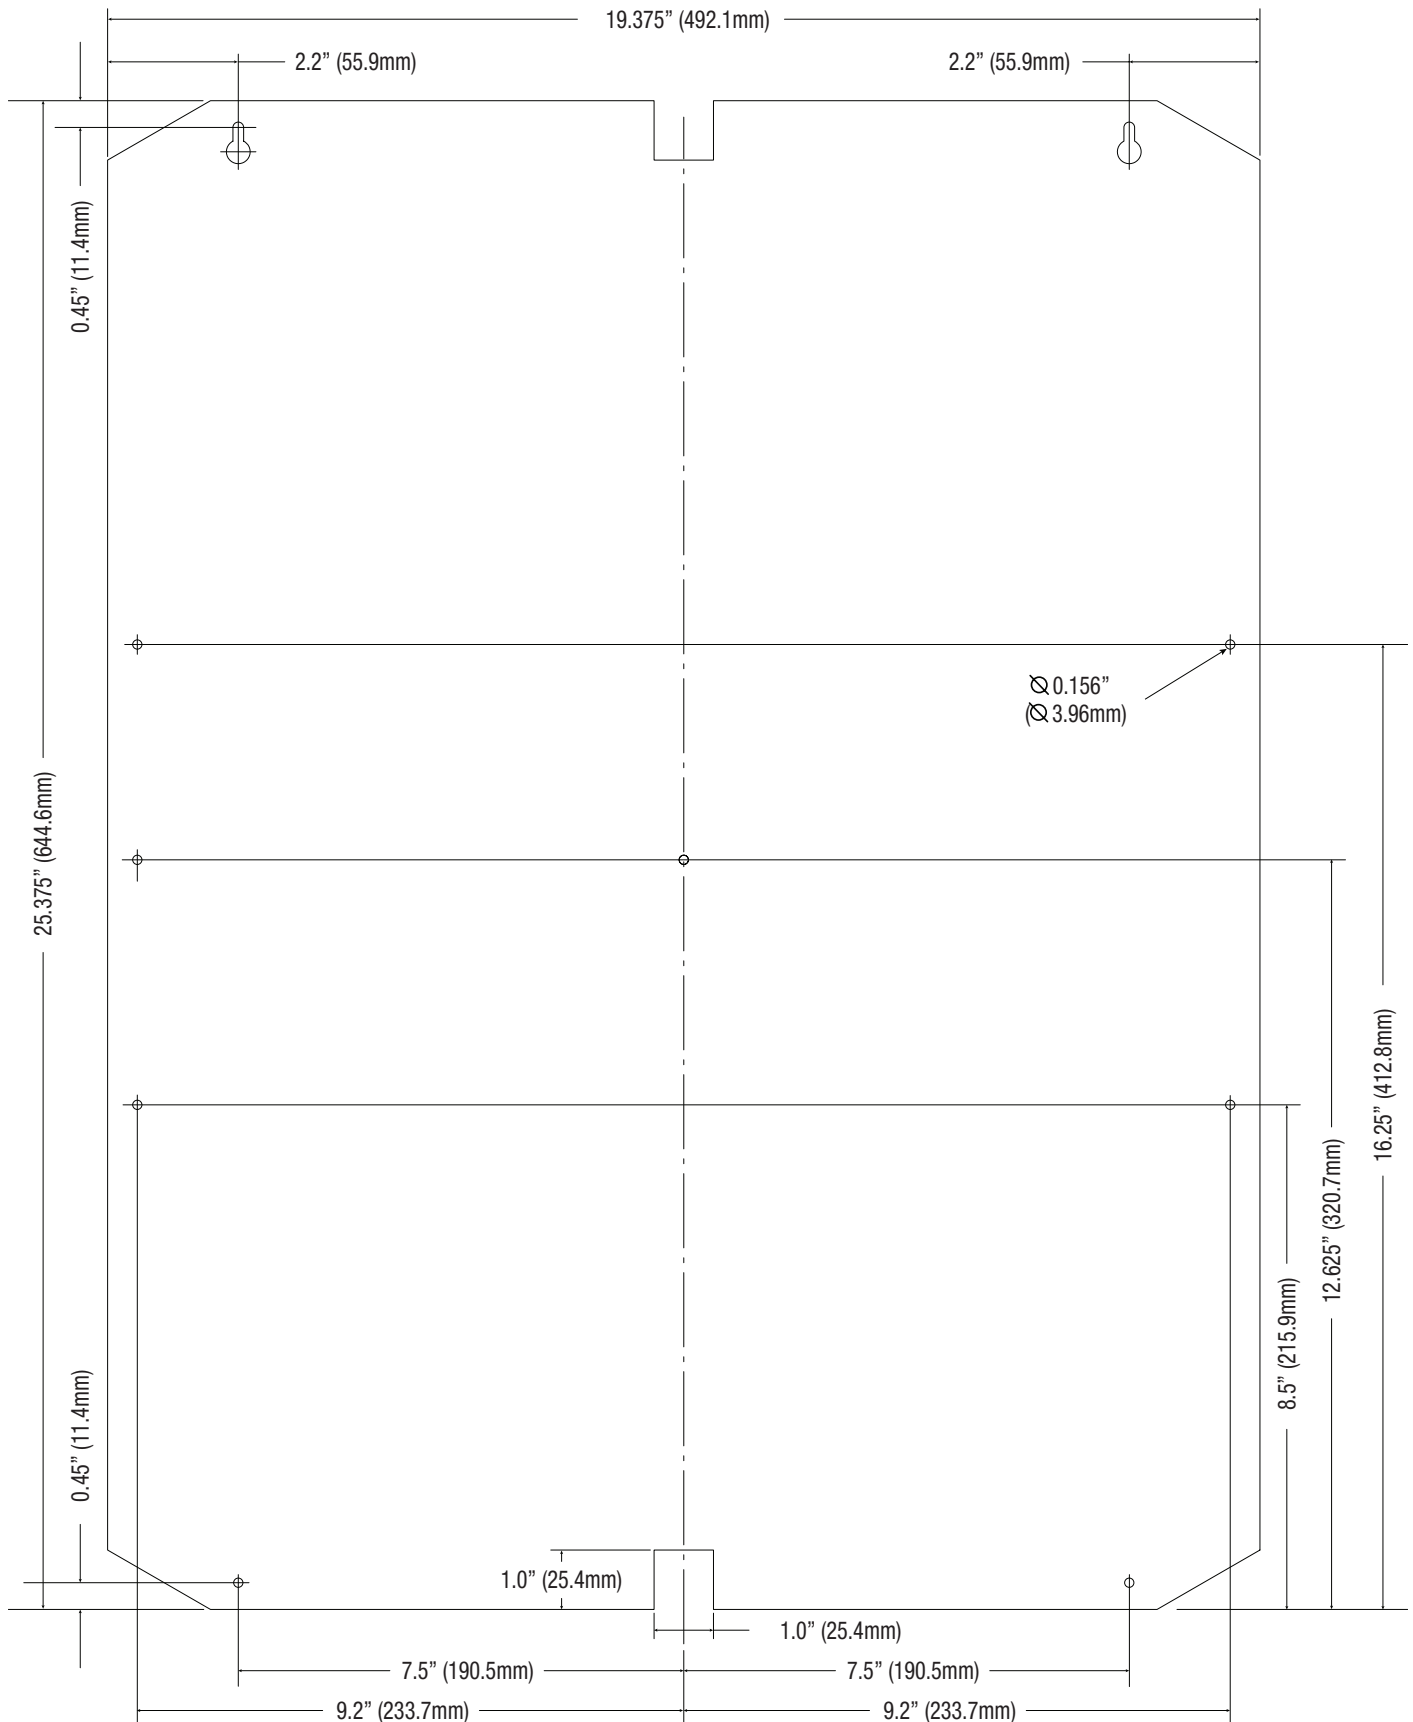 19.375” (492.1mm)
2.2” (55.9mm)
2.2” (55.9mm)
0.45” (11.4mm)
Ø 0.156”
(Ø 3.96mm)
25.375” (644.6mm)
16.25” (412.8mm)
12.625” (320.7mm)
8.5” (215.9mm)
0.45” (11.4mm)
1.0” (25.4mm)
1.0” (25.4mm)
7.5” (190.5mm)
7.5” (190.5mm)
9.2” (233.7mm)
9.2” (233.7mm)